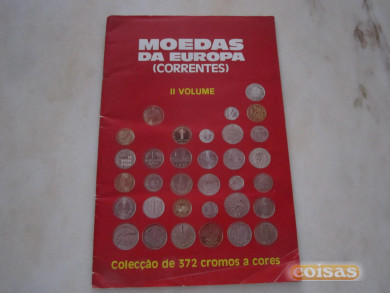 MOEDAS
DA EUROPA
(CORRENTES)
II VOLUME
Colecção de 372 cromos a cores
coisas